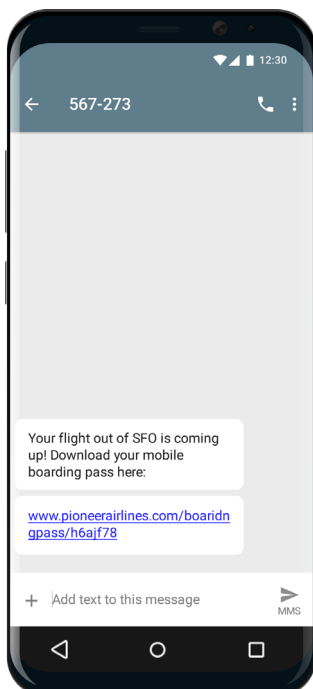 12:30
567-273
Your flight out of SFO is coming
up! Download your mobile
boarding pass here:
www.pioneerairlines.com/boaridn
gpass/h6ajf78
Add text to this message
MMS